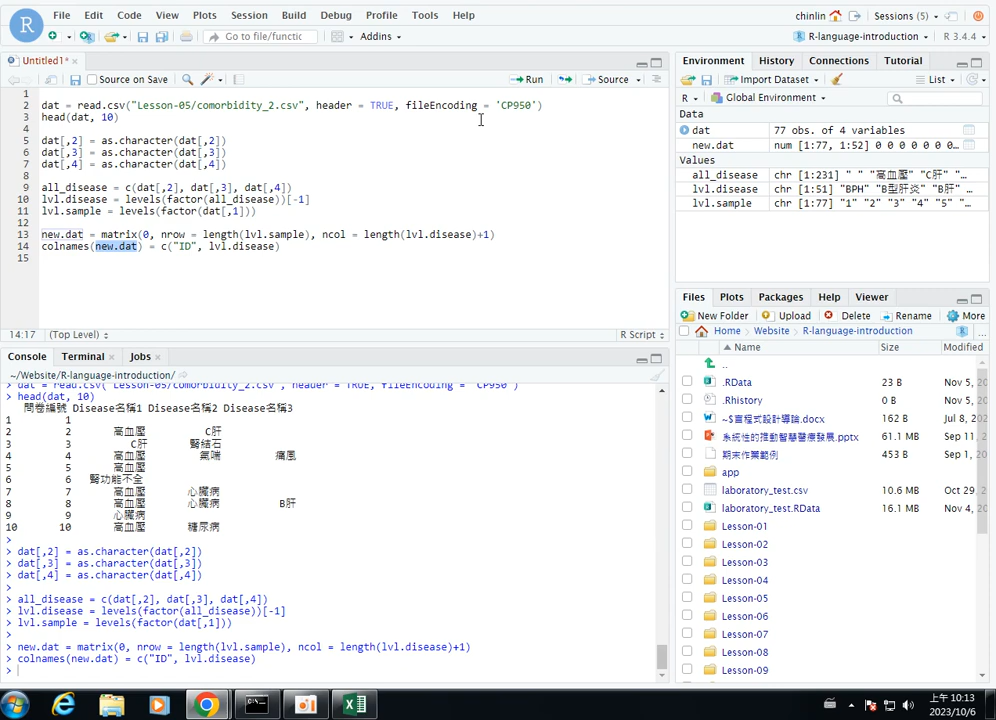 File Edit Code View Plots Session Build Debug Profile Tools Help
chinlin Sessions (5)
Go to file/functic Addins R-language-introduction R 3.4.4
Untitled1*
Source on Save Run Source
1
2 dat = read.csv("Lesson-05/comorbidity_2.csv", header = TRUE, fileEncoding = 'CP950')
3 head(dat, 10)
4
5 dat[,2] = as.character(dat[,2])
6 dat[,3] = as.character(dat[,3])
7 dat[,4] = as.character(dat[,4])
8
9 all_disease = c(dat[,2], dat[,3], dat[,4])
10 lvl.disease = levels(factor(all_disease))[-1]
11 lvl.sample = levels(factor(dat[,1]))
12
13 new.dat = matrix(0, nrow = length(lvl.sample), ncol = length(lvl.disease)+1)
14 colnames(new.dat) = c("ID", lvl.disease)
15
14:17 (Top Level) R Script
Console Terminal Jobs
~/Website/R-language-introduction/
> dat = read.csv("Lesson-05/comorbidity_2.csv", header = TRUE, fileEncoding = 'CP950')
> head(dat, 10)
問卷編號 Disease名稱1 Disease名稱2 Disease名稱3
1 1
2 2 高血壓 C肝
3 3 C肝 腎結石
4 4 高血壓 氣喘 痛風
5 5 高血壓
6 6 腎功能不全
7 7 高血壓 心臟病
8 8 高血壓 心臟病 B肝
9 9 心臟病
10 10 高血壓 糖尿病
>
> dat[,2] = as.character(dat[,2])
> dat[,3] = as.character(dat[,3])
> dat[,4] = as.character(dat[,4])
>
> all_disease = c(dat[,2], dat[,3], dat[,4])
> lvl.disease = levels(factor(all_disease))[-1]
> lvl.sample = levels(factor(dat[,1]))
>
> new.dat = matrix(0, nrow = length(lvl.sample), ncol = length(lvl.disease)+1)
> colnames(new.dat) = c("ID", lvl.disease)
>
Environment History Connections Tutorial
Import Dataset List
R Global Environment
Data
dat 77 obs. of 4 variables
new.dat num [1:77, 1:52] 0 0 0 0 0 0 0…
Values
all_disease chr [1:231] " " "高血壓" "C肝" …
lvl.disease chr [1:51] "BPH" "B型肝炎" "B肝" …
lvl.sample chr [1:77] "1" "2" "3" "4" "5" …
Files Plots Packages Help Viewer
New Folder Upload Delete Rename More
Home Website R-language-introduction ...
Name Size Modified
..
.RData 23 B Nov 5,
.Rhistory 0 B Nov 5,
~$言程式設計導論.docx 162 B Jul 8, 2
系統性的推動智慧醫療發展.pptx 61.1 MB Sep 11,
期末作業範例 453 B Sep 1,
app
laboratory_test.csv 10.6 MB Oct 29,
laboratory_test.RData 16.1 MB Nov 4,
Lesson-01
Lesson-02
Lesson-03
Lesson-04
Lesson-05
Lesson-06
Lesson-07
Lesson-08
Lesson-09
上午 10:13
2023/10/6